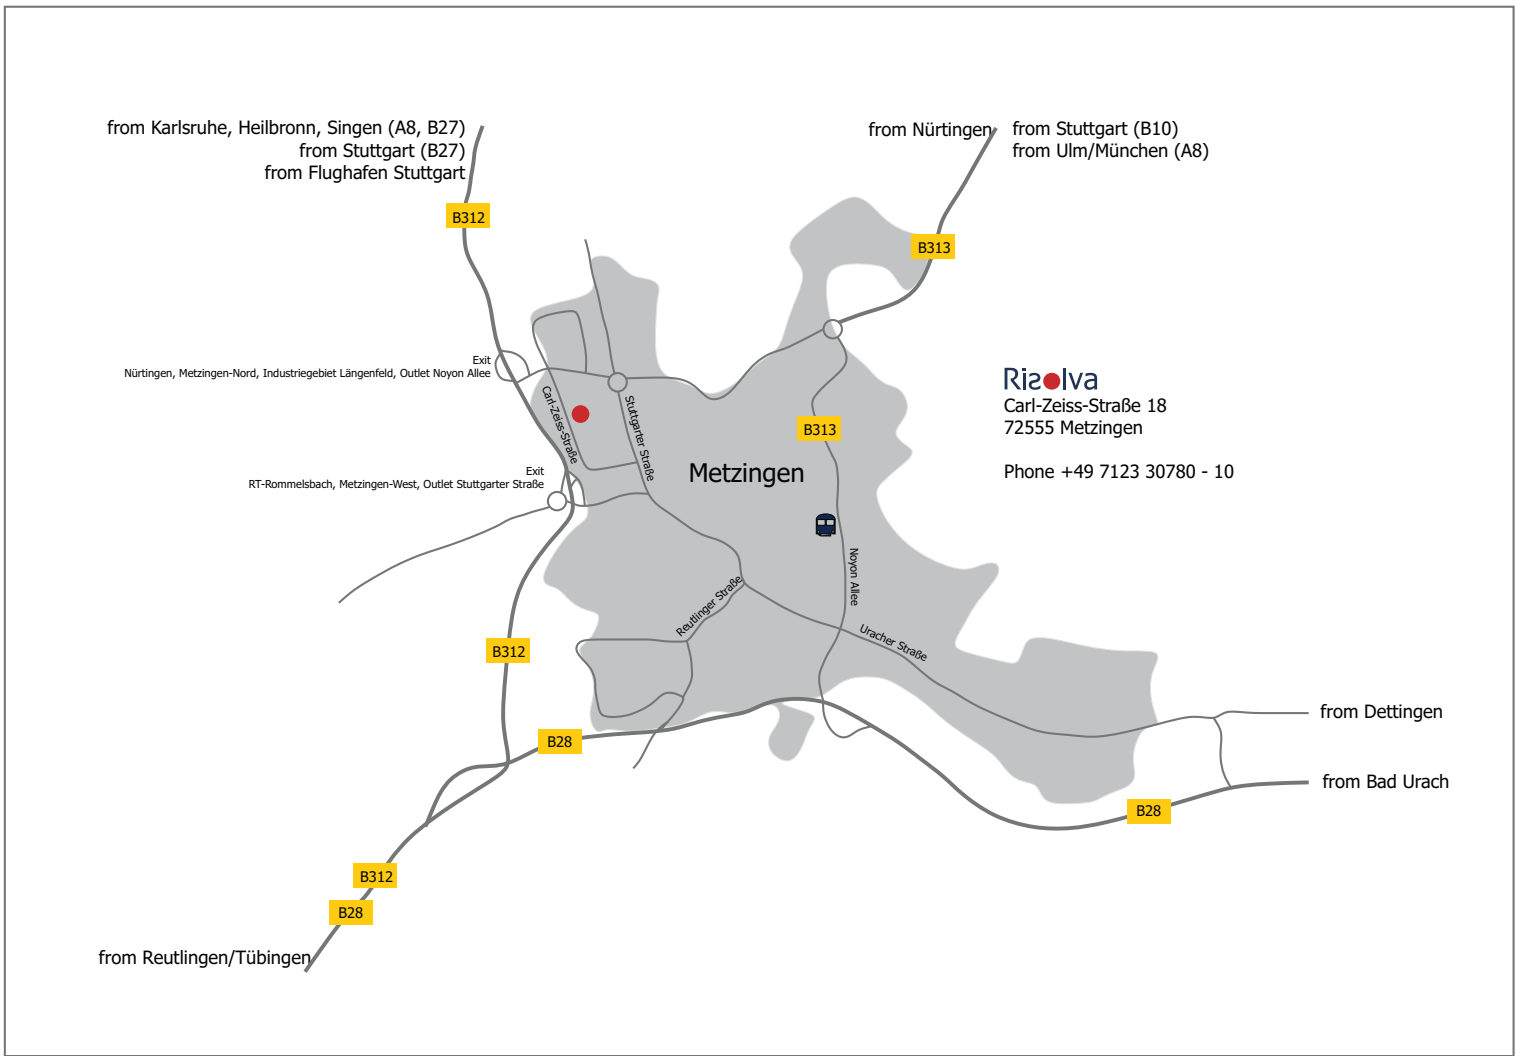 from Karlsruhe, Heilbronn, Singen (A8, B27)
from Stuttgart (B27)
from Flughafen Stuttgart
from Nürtingen
from Stuttgart (B10)
from Ulm/München (A8)
B312
B313
Exit
Nürtingen, Metzingen-Nord, Industriegebiet Längenfeld, Outlet Noyon Allee
Carl-Zeiss-Straße
Stuttgarter Straße
Risolva
Carl-Zeiss-Straße 18
72555 Metzingen
Phone +49 7123 30780 - 10
B313
Metzingen
Exit
RT-Rommelsbach, Metzingen-West, Outlet Stuttgarter Straße
Noyon Allee
Reutlinger Straße
Uracher Straße
B312
B28
from Dettingen
from Bad Urach
B28
B312
B28
from Reutlingen/Tübingen